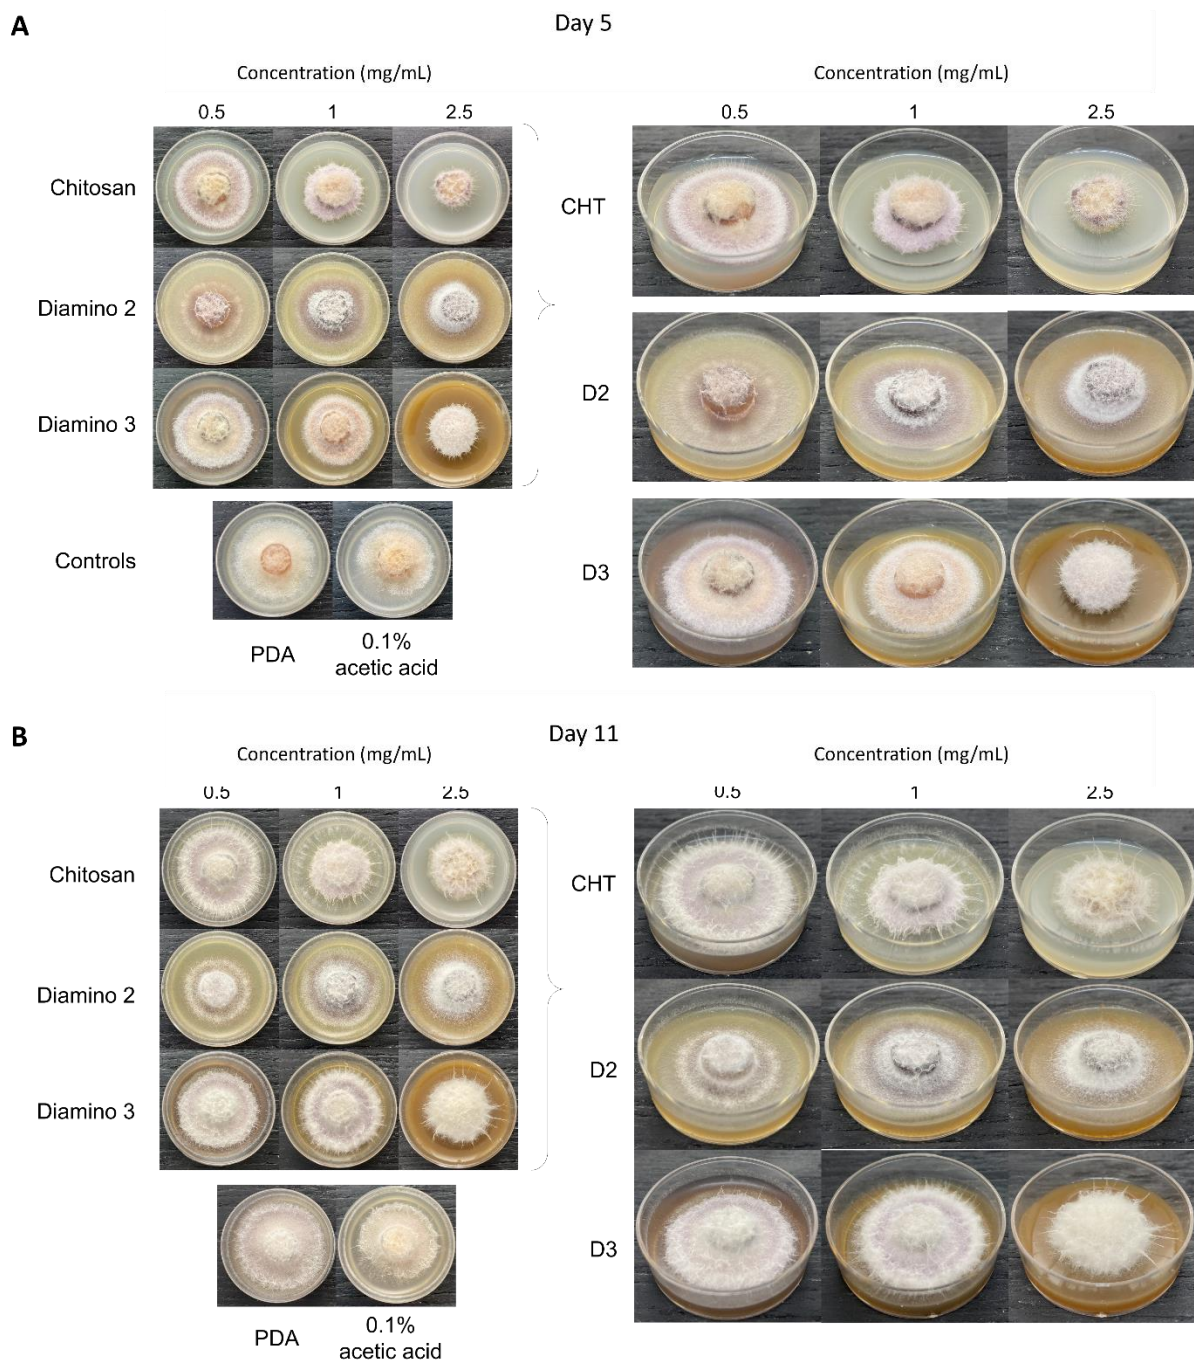 A
Day 5
Concentration (mg/mL)
Concentration (mg/mL)
0.5 1 2.5
0.5 1 2.5
Chitosan
CHT
Diamino 2
D2
Diamino 3
D3
Controls
PDA
0.1%
acetic acid
B
Day 11
Concentration (mg/mL)
Concentration (mg/mL)
0.5 1 2.5
0.5 1 2.5
Chitosan
CHT
Diamino 2
D2
Diamino 3
D3
PDA
0.1%
acetic acid